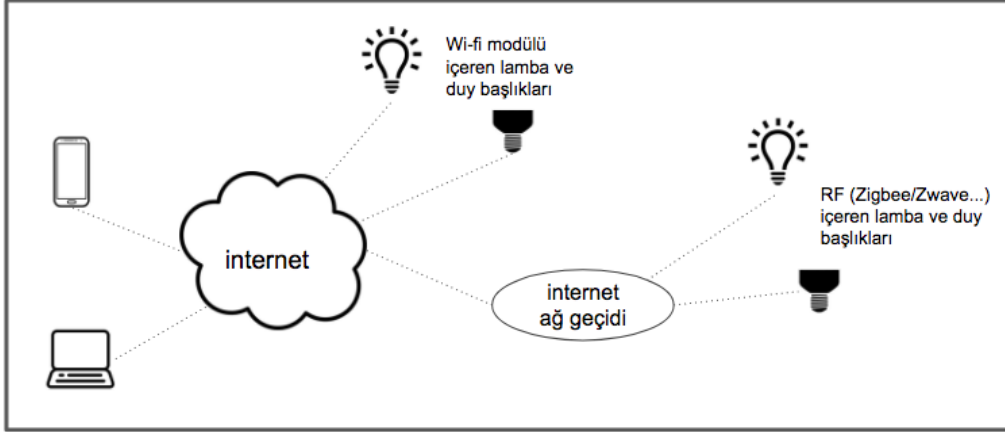 Wi-fi modülü
içeren lamba ve
duy başlıkları
RF (Zigbee/Zwave...)
içeren lamba ve duy
başlıkları
internet
internet
ağ geçidi